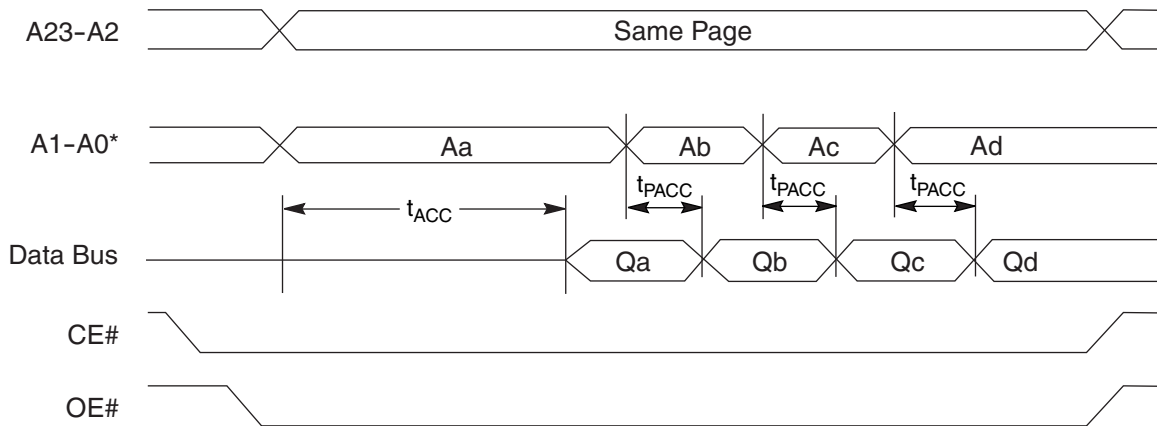 A23–A2
Same Page
A1–A0*
Aa
Ab
Ac
Ad
tPACC
tPACC
tPACC
tACC
Data Bus
Qa
Qb
Qc
Qd
CE#
OE#